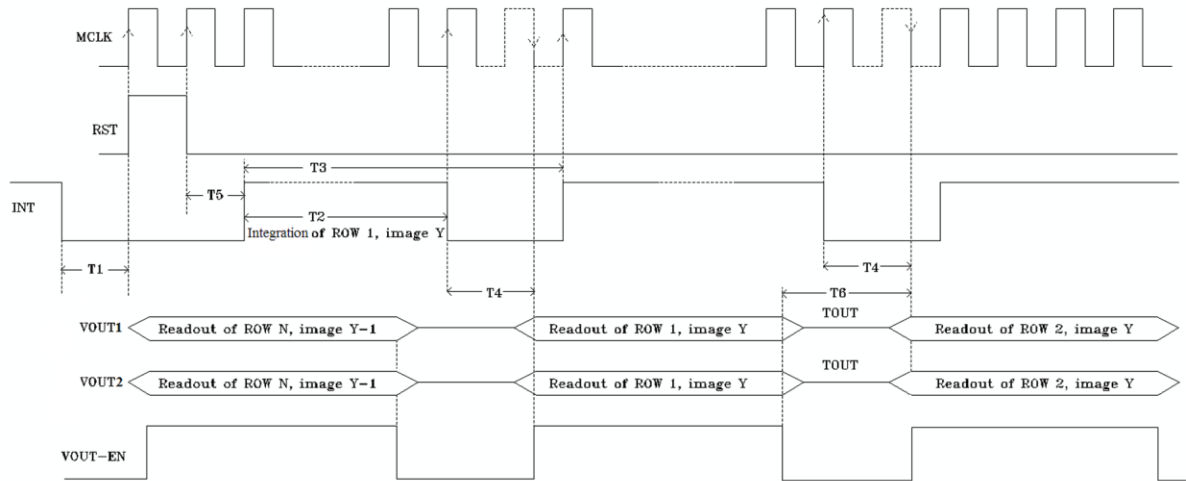 MCLK
RST
T3
T5
INT
T2
Integration of ROW 1, image Y
T1
T4
T4
T6
VOUT1
Readout of ROW N, image Y-1
Readout of ROW 1, image Y
TOUT
Readout of ROW 2, image Y
VOUT2
Readout of ROW N, image Y-1
Readout of ROW 1, image Y
TOUT
Readout of ROW 2, image Y
VOUT-EN